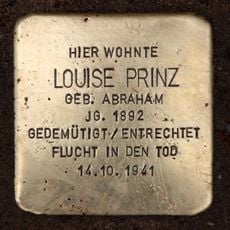 HIER WOHNTE
LOUISE PRINZ
GEB. ABRAHAM
JG. 1892
GEDEMÜTIGT / ENTRECHTET
FLUCHT IN DEN TOD
14.10.1941